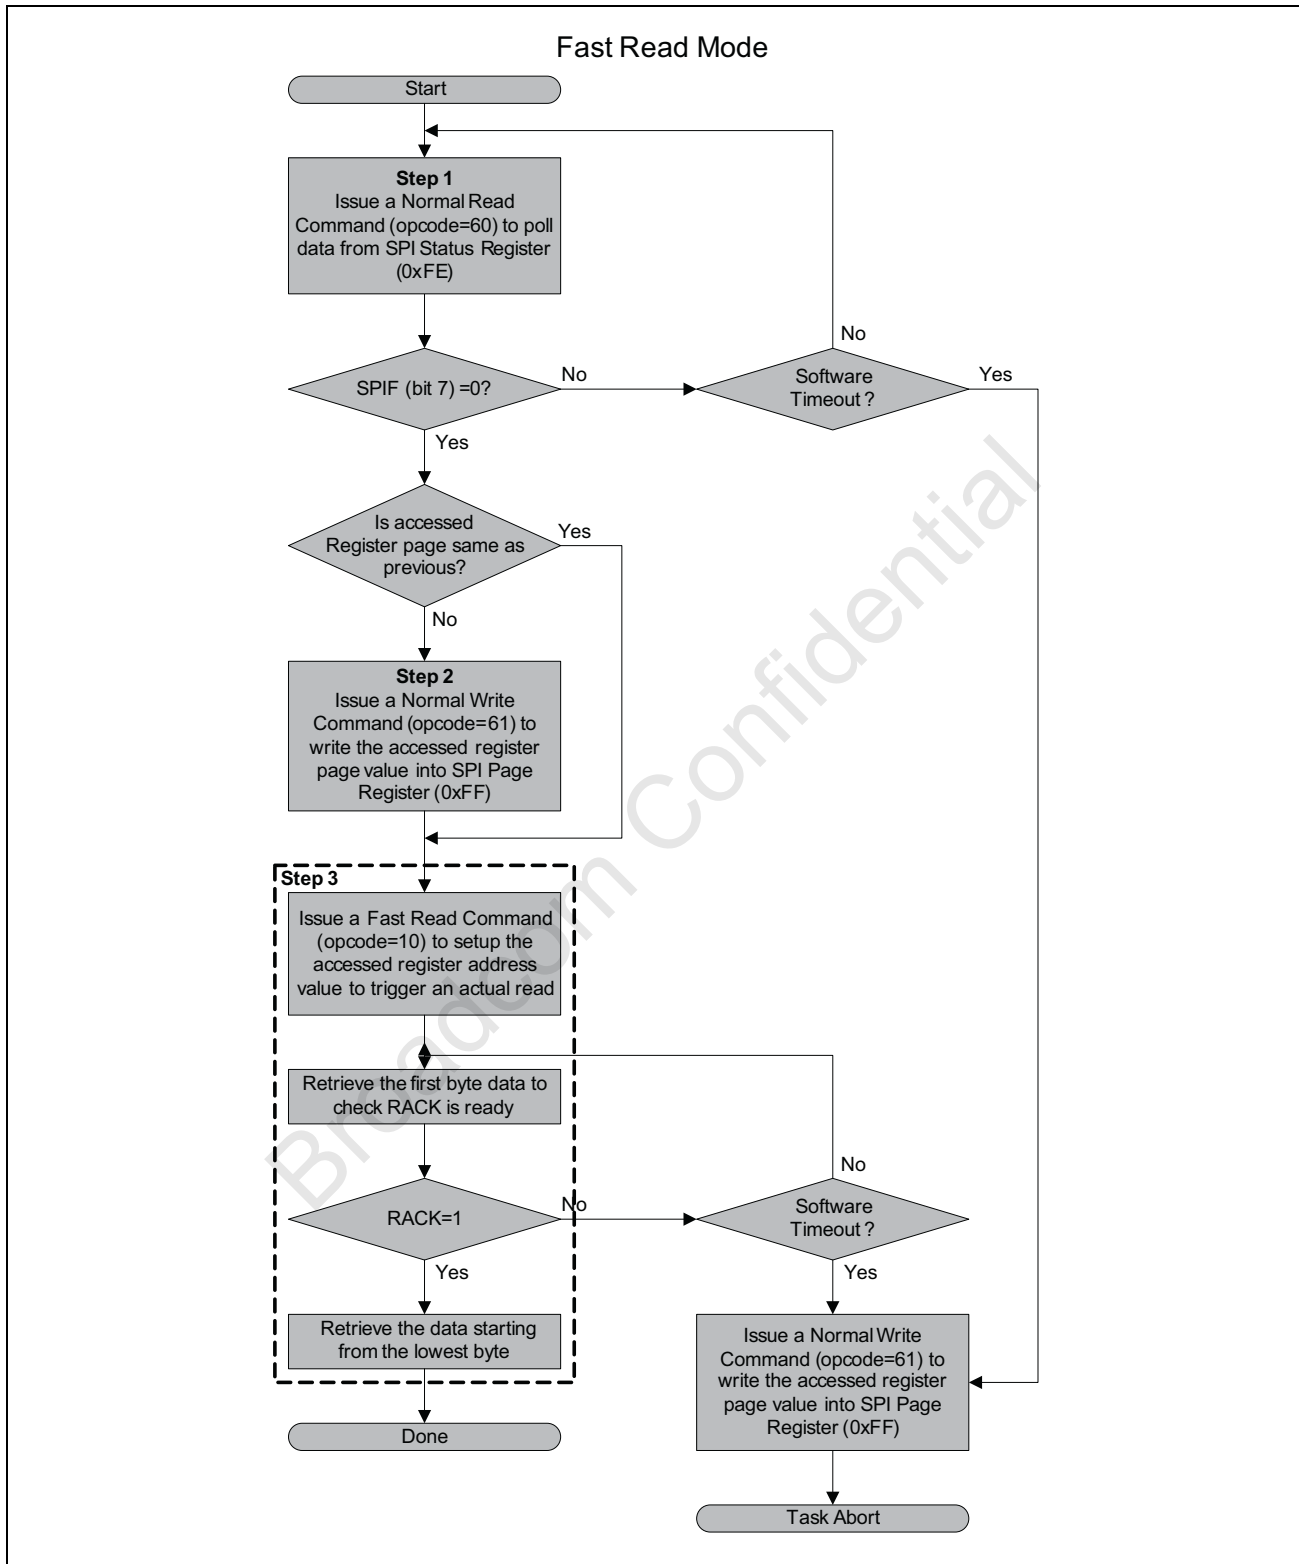 Fast Read Mode
Start
Step 1
Issue a Normal Read
Command (opcode=60) to poll
data from SPI Status Register
(0xFE)
No
SPIF (bit 7) =0?
No
Software
Timeout ?
Yes
Yes
Is accessed
Register page same as
previous?
Yes
No
Step 2
Issue a Normal Write
Command (opcode=61) to
write the accessed register
page value into SPI Page
Register (0xFF)
Step 3
Issue a Fast Read Command
(opcode=10) to setup the
accessed register address
value to trigger an actual read
Retrieve the first byte data to
check RACK is ready
No
RACK=1
No
Software
Timeout ?
Yes
Yes
Retrieve the data starting
from the lowest byte
Issue a Normal Write
Command (opcode=61) to
write the accessed register
page value into SPI Page
Register (0xFF)
Done
Task Abort
Broadcom Confidential